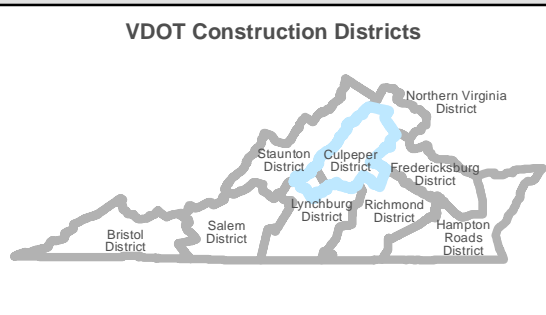 VDOT Construction Districts
Northern Virginia
District
Staunton
District
Culpeper
District
Fredericksburg
District
Lynchburg
District
Richmond
District
Bristol
District
Salem
District
Hampton
Roads
District